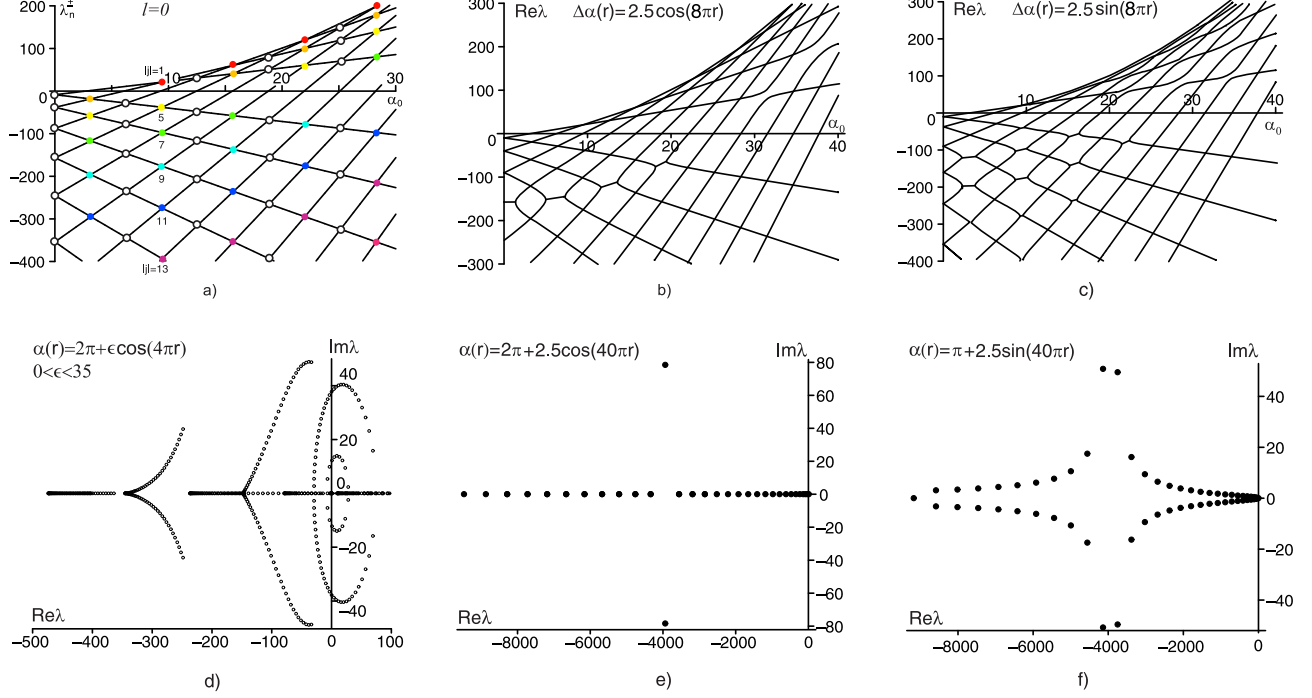 λn± l=0
200
100
0
−100
−200
−300
−400
10 20 30
α0
|j|=1
5
7
9
11
|j|=13
a)
Reλ Δα(r)=2.5cos(8πr)
300
200
100
0
−100
−200
−300
10 20 30 40
α0
b)
Reλ Δα(r)=2.5sin(8πr)
300
200
100
0
−100
−200
−300
−400
10 20 30 40
α0
c)
α(r)=2π+ϵcos(4πr) Imλ
0<ϵ<35
40
20
0
−20
−40
Reλ
−500 −400 −300 −200 −100 0 100
d)
α(r)=2π+2.5cos(40πr) Imλ
80
60
40
20
0
−20
−40
−60
−80
Reλ
−8000 −6000 −4000 −2000 0
e)
α(r)=π+2.5sin(40πr) Imλ
40
20
0
−20
−40
Reλ
−8000 −6000 −4000 −2000 0
f)